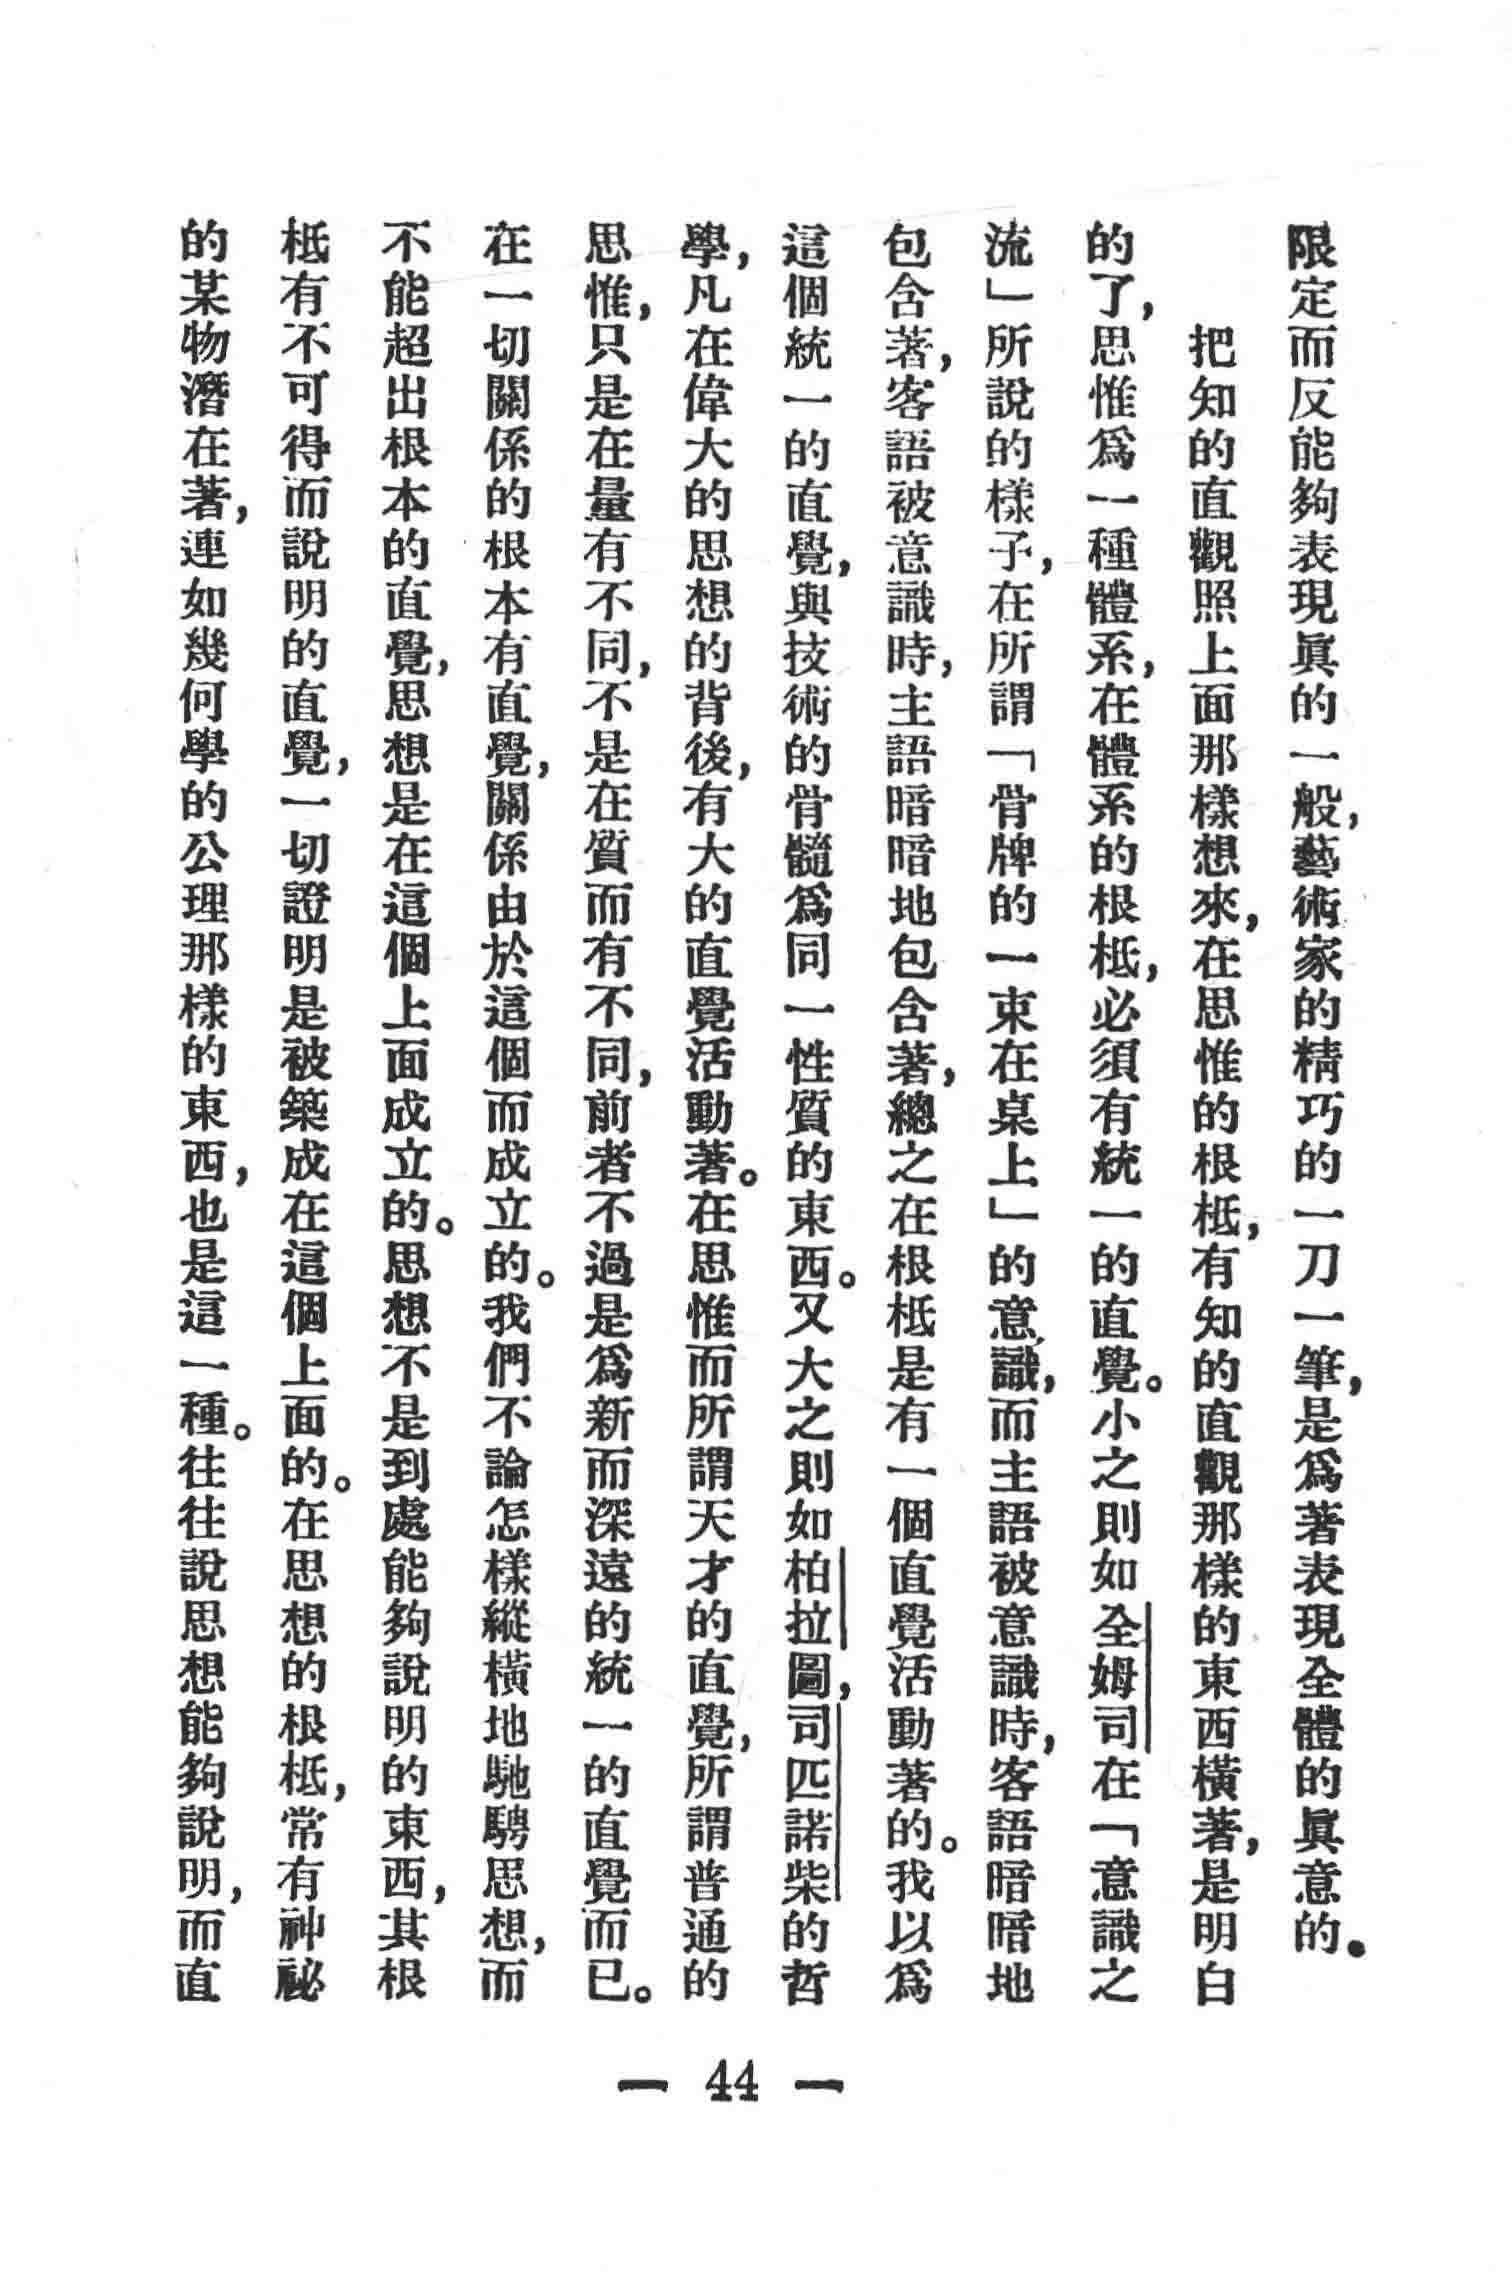 限定而反能夠表現眞的一般，藝術家的精巧的一刀一筆，是爲著表現全體的眞意的。
把知的直觀照上面那樣想來，在思惟的根柢，有知的直觀那樣的東西橫著，是明白
的了，思惟爲一種體系，在體系的根柢，必須有統一的直覺。小之則如全姆司在「意識之
流」所說的樣子，在所謂「骨牌的一束在桌上」的意識，而主語被意識時，客語暗暗地
包含著，客語被意識時，主語暗暗地包含著，總之在根柢是有一個直覺活動著的。我以爲
這個統一的直覺，與技術的骨髓爲同一性質的東西。又大之則如柏拉圖，司匹諾柴的哲
學，凡在偉大的思想的背後，有大的直覺活動著。在思惟而所謂天才的直覺，所謂普通的
思惟，只是在量有不同，不是在質而有不同，前者不過是爲新而深遠的統一的直覺而已。
在一切關係的根本有直覺，關係由於這個而成立的。我們不論怎樣縱橫地馳騁思想，而
不能超出根本的直覺，思想是在這個上面成立的。思想不是到處能夠說明的東西，其根
柢有不可得而說明的直覺，一切證明是被築成在這個上面的。在思想的根柢，常有神祕
的某物潛在著，連如幾何學的公理那樣的東西，也是這一種。往往說思想能夠說明，而直
— 44 —